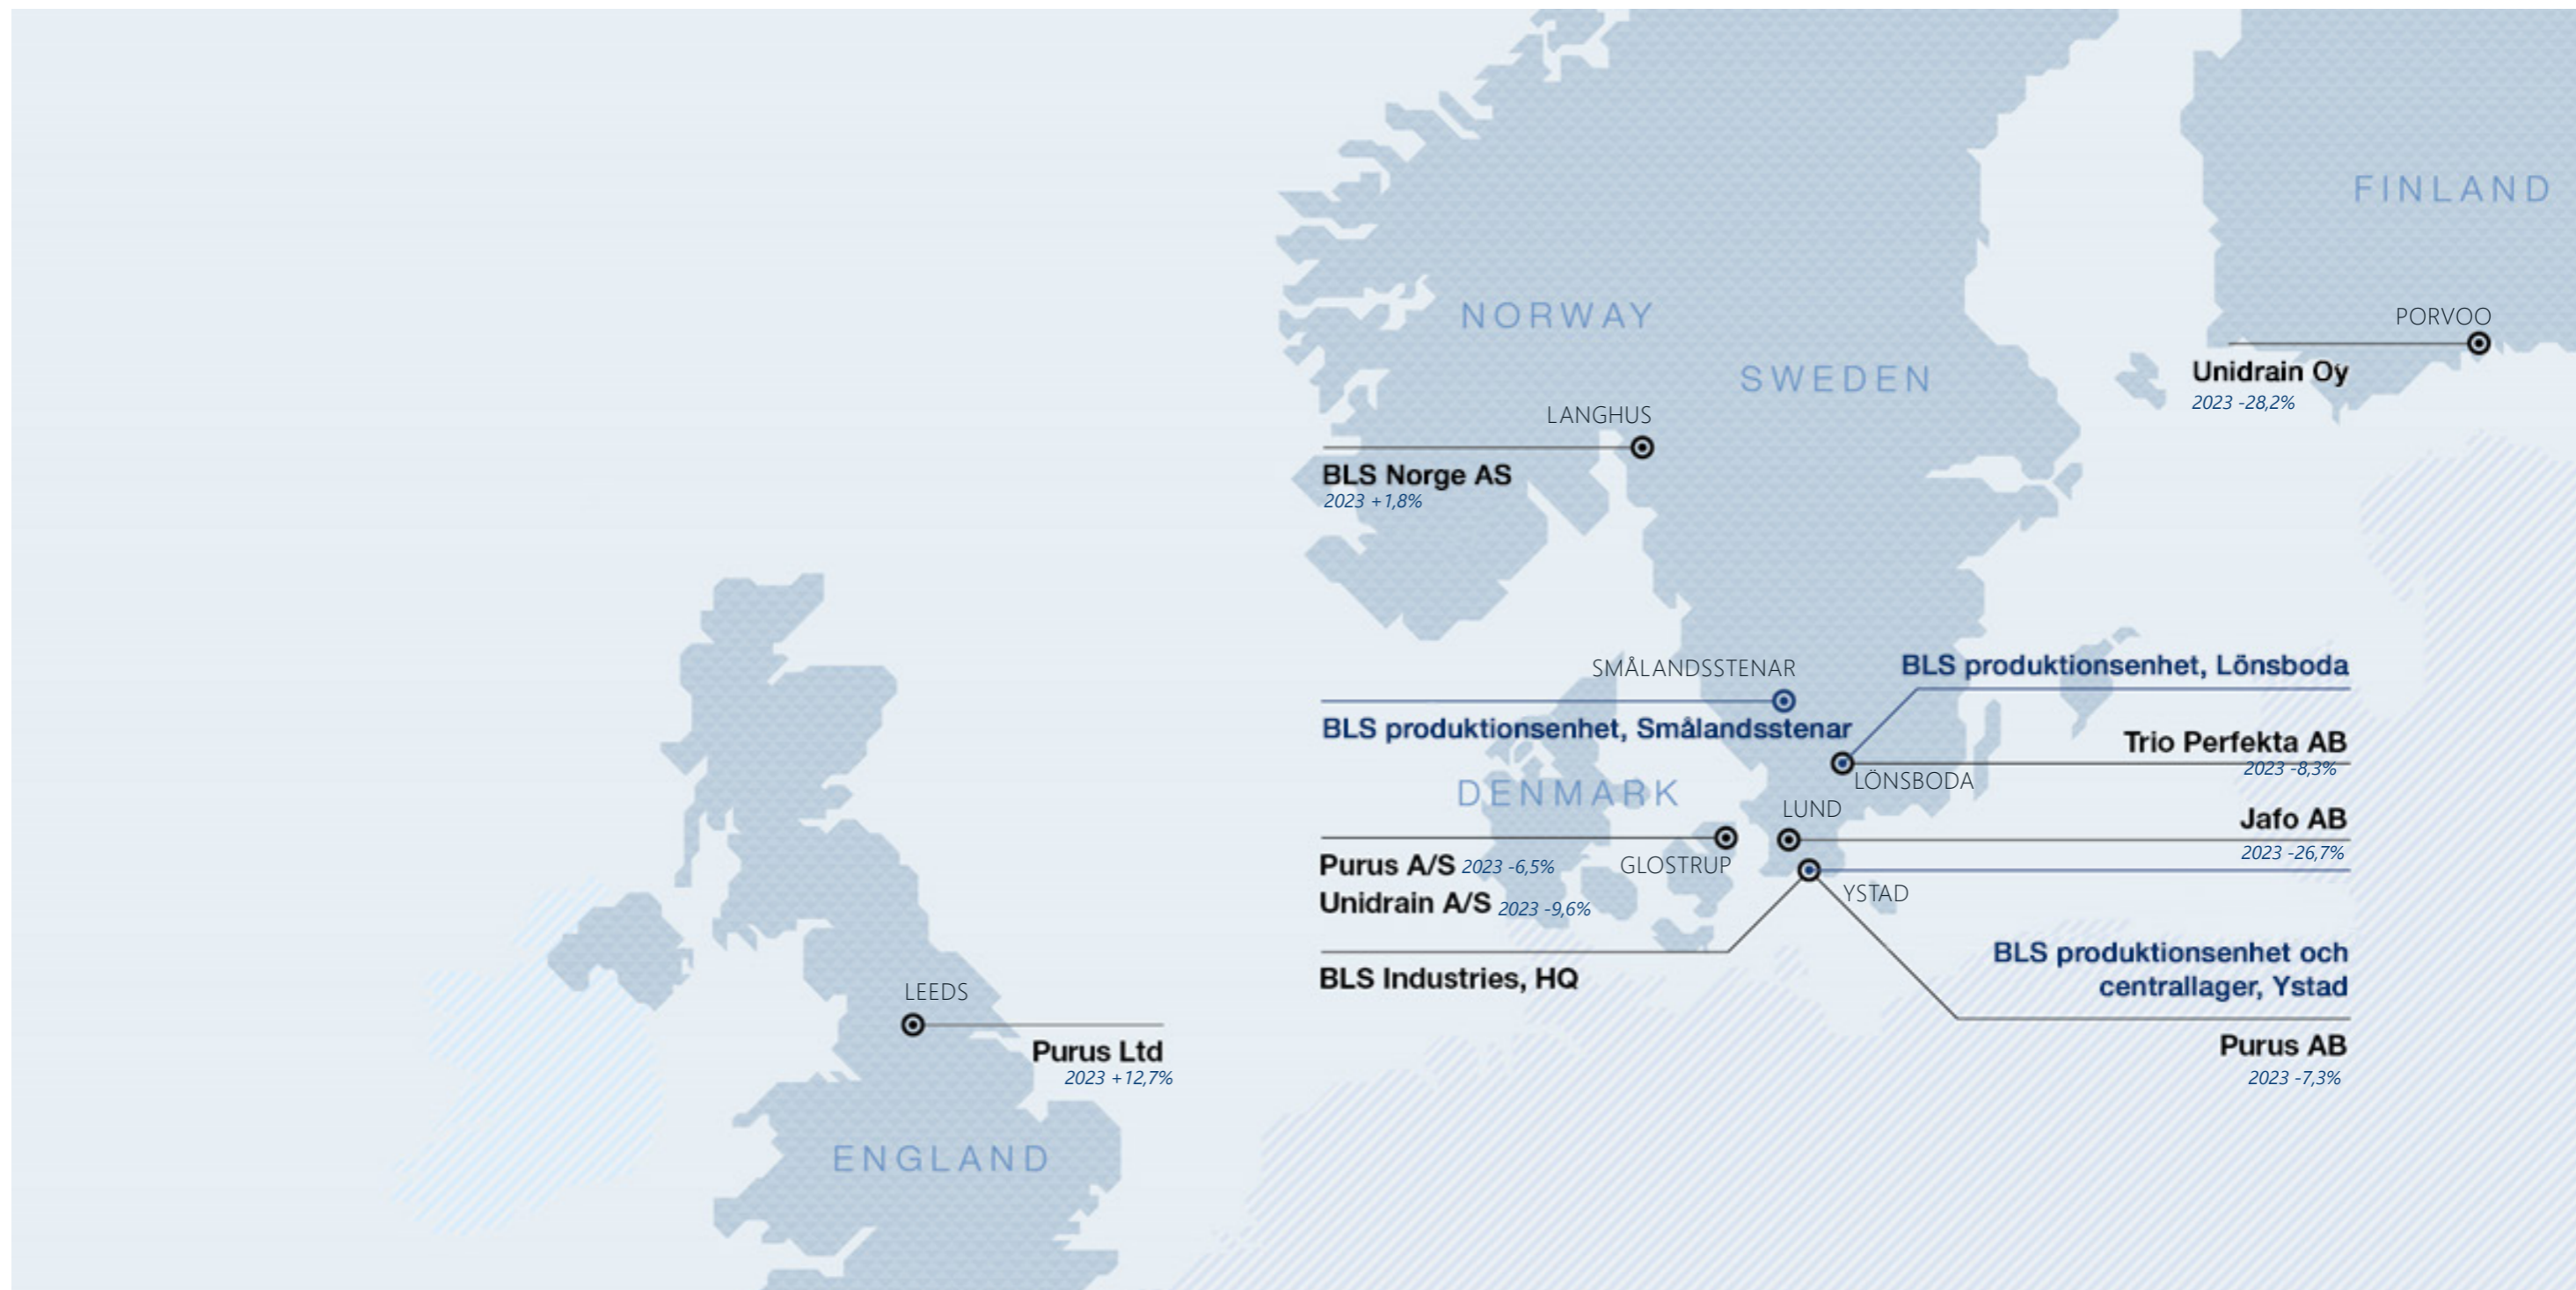 FINLAND
NORWAY
PORVOO
Unidrain Oy
2023 -28,2%
SWEDEN
LANGHUS
BLS Norge AS
2023 +1,8%
SMÅLANDSSTENAR
BLS produktionsenhet, Smålandsstenar
BLS produktionsenhet, Lönsboda
Trio Perfekta AB
2023 -8,3%
LÖNSBODA
DENMARK
LUND
Jafo AB
2023 -26,7%
GLOSTRUP
Purus A/S 2023 -6,5%
Unidrain A/S 2023 -9,6%
YSTAD
BLS Industries, HQ
BLS produktionsenhet och
centrallager, Ystad
Purus AB
2023 -7,3%
LEEDS
Purus Ltd
2023 +12,7%
ENGLAND